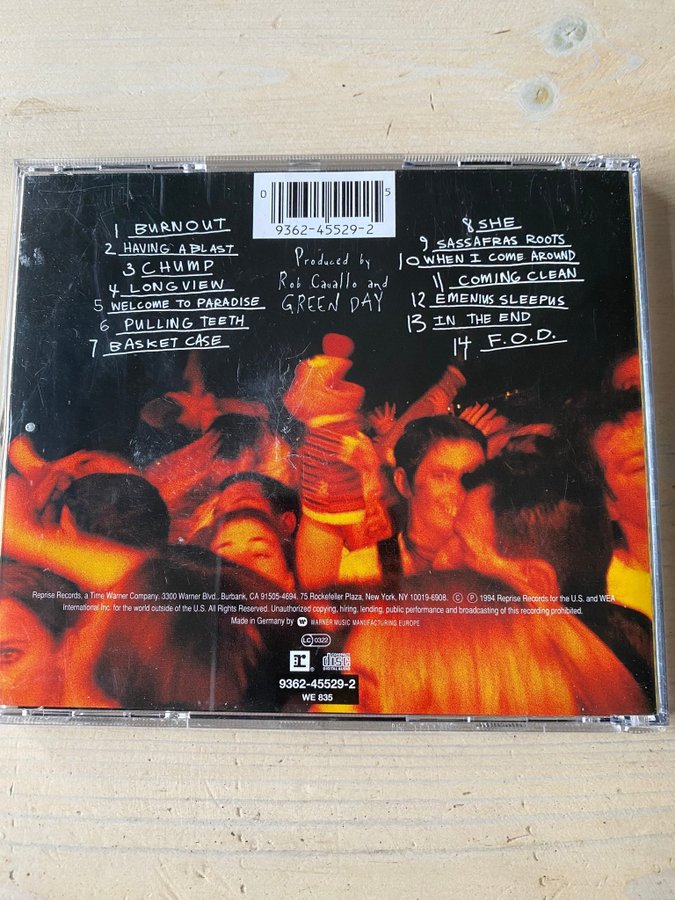 0 5
9362-45529-2
1 BURNOUT
2 HAVING A BLAST
3 CHUMP
4 LONGVIEW
5 WELCOME TO PARADISE
6 PULLING TEETH
7 BASKET CASE
Produced by
Rob Cavallo and
GREEN DAY
8 SHE
9 SASSAFRAS ROOTS
10 WHEN I COME AROUND
11 COMING CLEAN
12 EMENIUS SLEEPUS
13 IN THE END
14 F.O.D.
Reprise Records, a Time Warner Company. 3300 Warner Blvd., Burbank, CA 91505-4694. 75 Rockefeller Plaza, New York, NY 10019-6908. Ⓒ Ⓟ 1994 Reprise Records for the U.S. and WEA
International Inc. for the world outside of the U.S. All Rights Reserved. Unauthorized copying, hiring, lending, public performance and broadcasting of this recording prohibited.
Made in Germany by WARNER MUSIC MANUFACTURING EUROPE
LC 0322
r ® COMPACT
disc
DIGITAL AUDIO
9362-45529-2
WE 835